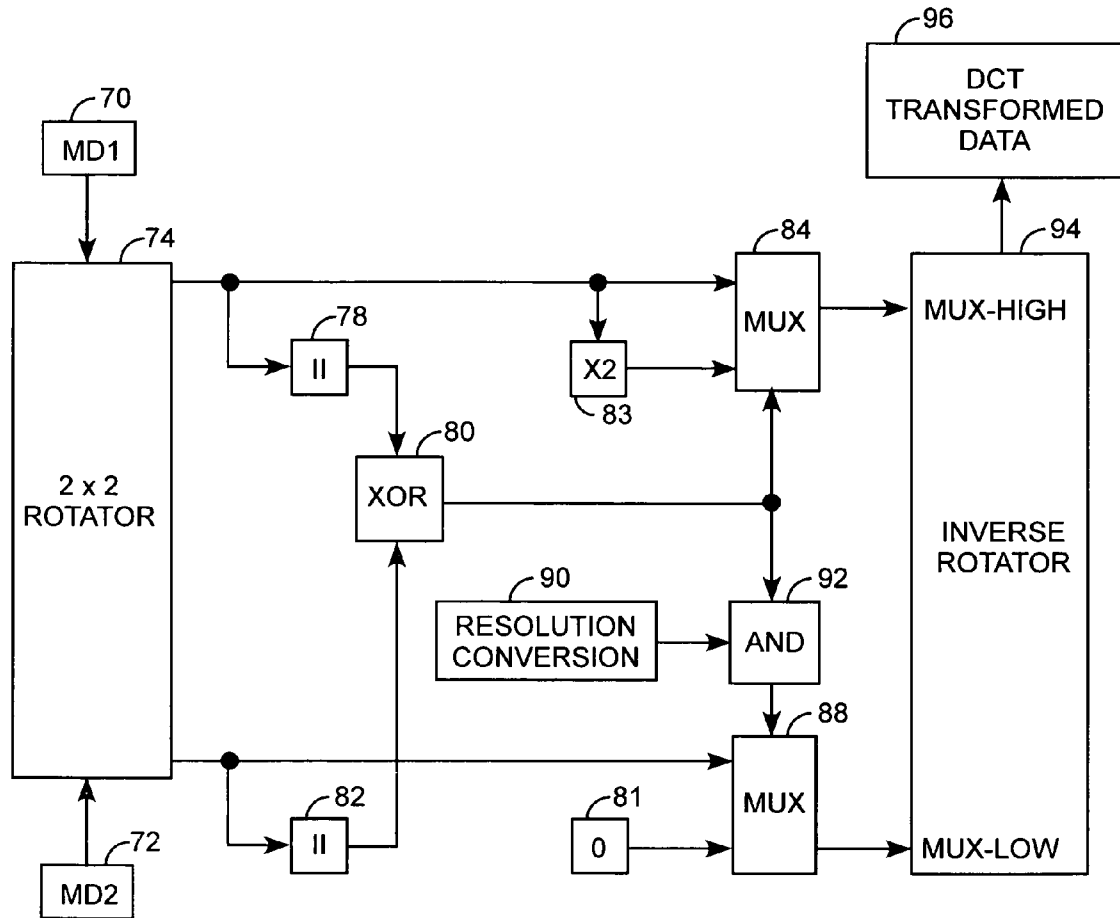 96
DCT
TRANSFORMED
DATA
70
MD1
74
84
94
78
MUX
MUX-HIGH
II
X2
83
80
2 x 2
ROTATOR
XOR
INVERSE
ROTATOR
90
92
RESOLUTION
CONVERSION
AND
88
82
81
MUX
II
0
MUX-LOW
72
MD2